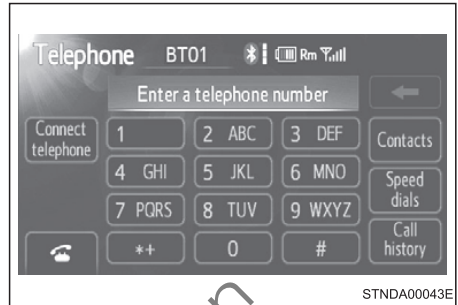 Telephone BT01 Rm
Enter a telephone number
Connect telephone
1
2 ABC
3 DEF
Contacts
4 GHI
5 JKL
6 MNO
Speed dials
7 PQRS
8 TUV
9 WXYZ
Call history
*+
0
#
STNDA00043E